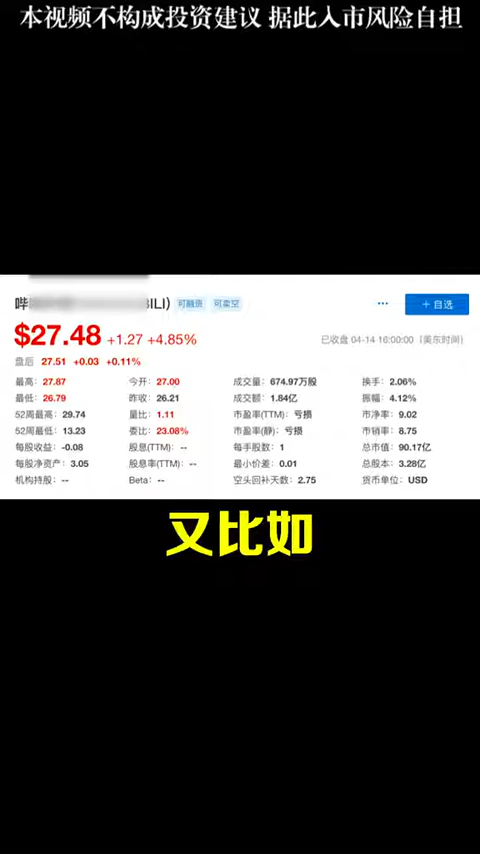 本视频不构成投资建议 据此入市风险自担
哔 BILI) 可融资 可卖空 ··· + 自选
$27.48 +1.27 +4.85% 已收盘 04-14 16:00:00 (美东时间)
盘后 27.51 +0.03 +0.11%
最高: 27.87 今开: 27.00 成交量: 674.97万股 换手: 2.06%
最低: 26.79 昨收: 26.21 成交额: 1.84亿 振幅: 4.12%
52周最高: 29.74 量比: 1.11 市盈率(TTM): 亏损 市净率: 9.02
52周最低: 13.23 委比: 23.08% 市盈率(静): 亏损 市销率: 8.75
每股收益: -0.08 股息(TTM): -- 每手股数: 1 总市值: 90.17亿
每股净资产: 3.05 股息率(TTM): -- 最小价差: 0.01 总股本: 3.28亿
机构持股: -- Beta: -- 空头回补天数: 2.75 货币单位: USD
又比如